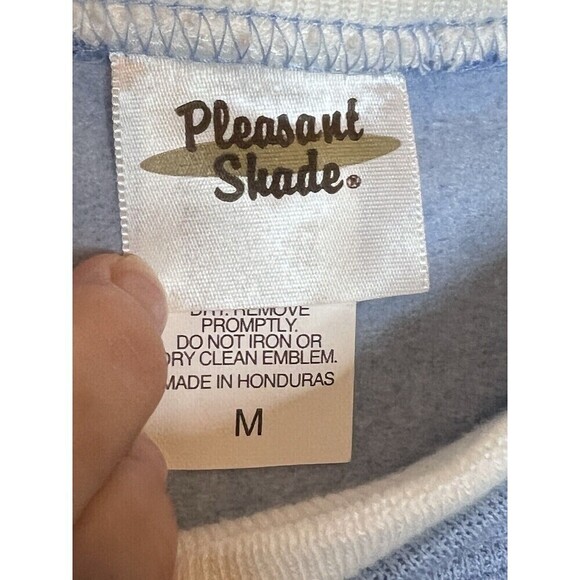 Pleasant
Shade®
DRY. REMOVE
PROMPTLY.
DO NOT IRON OR
DRY CLEAN EMBLEM.
MADE IN HONDURAS
M